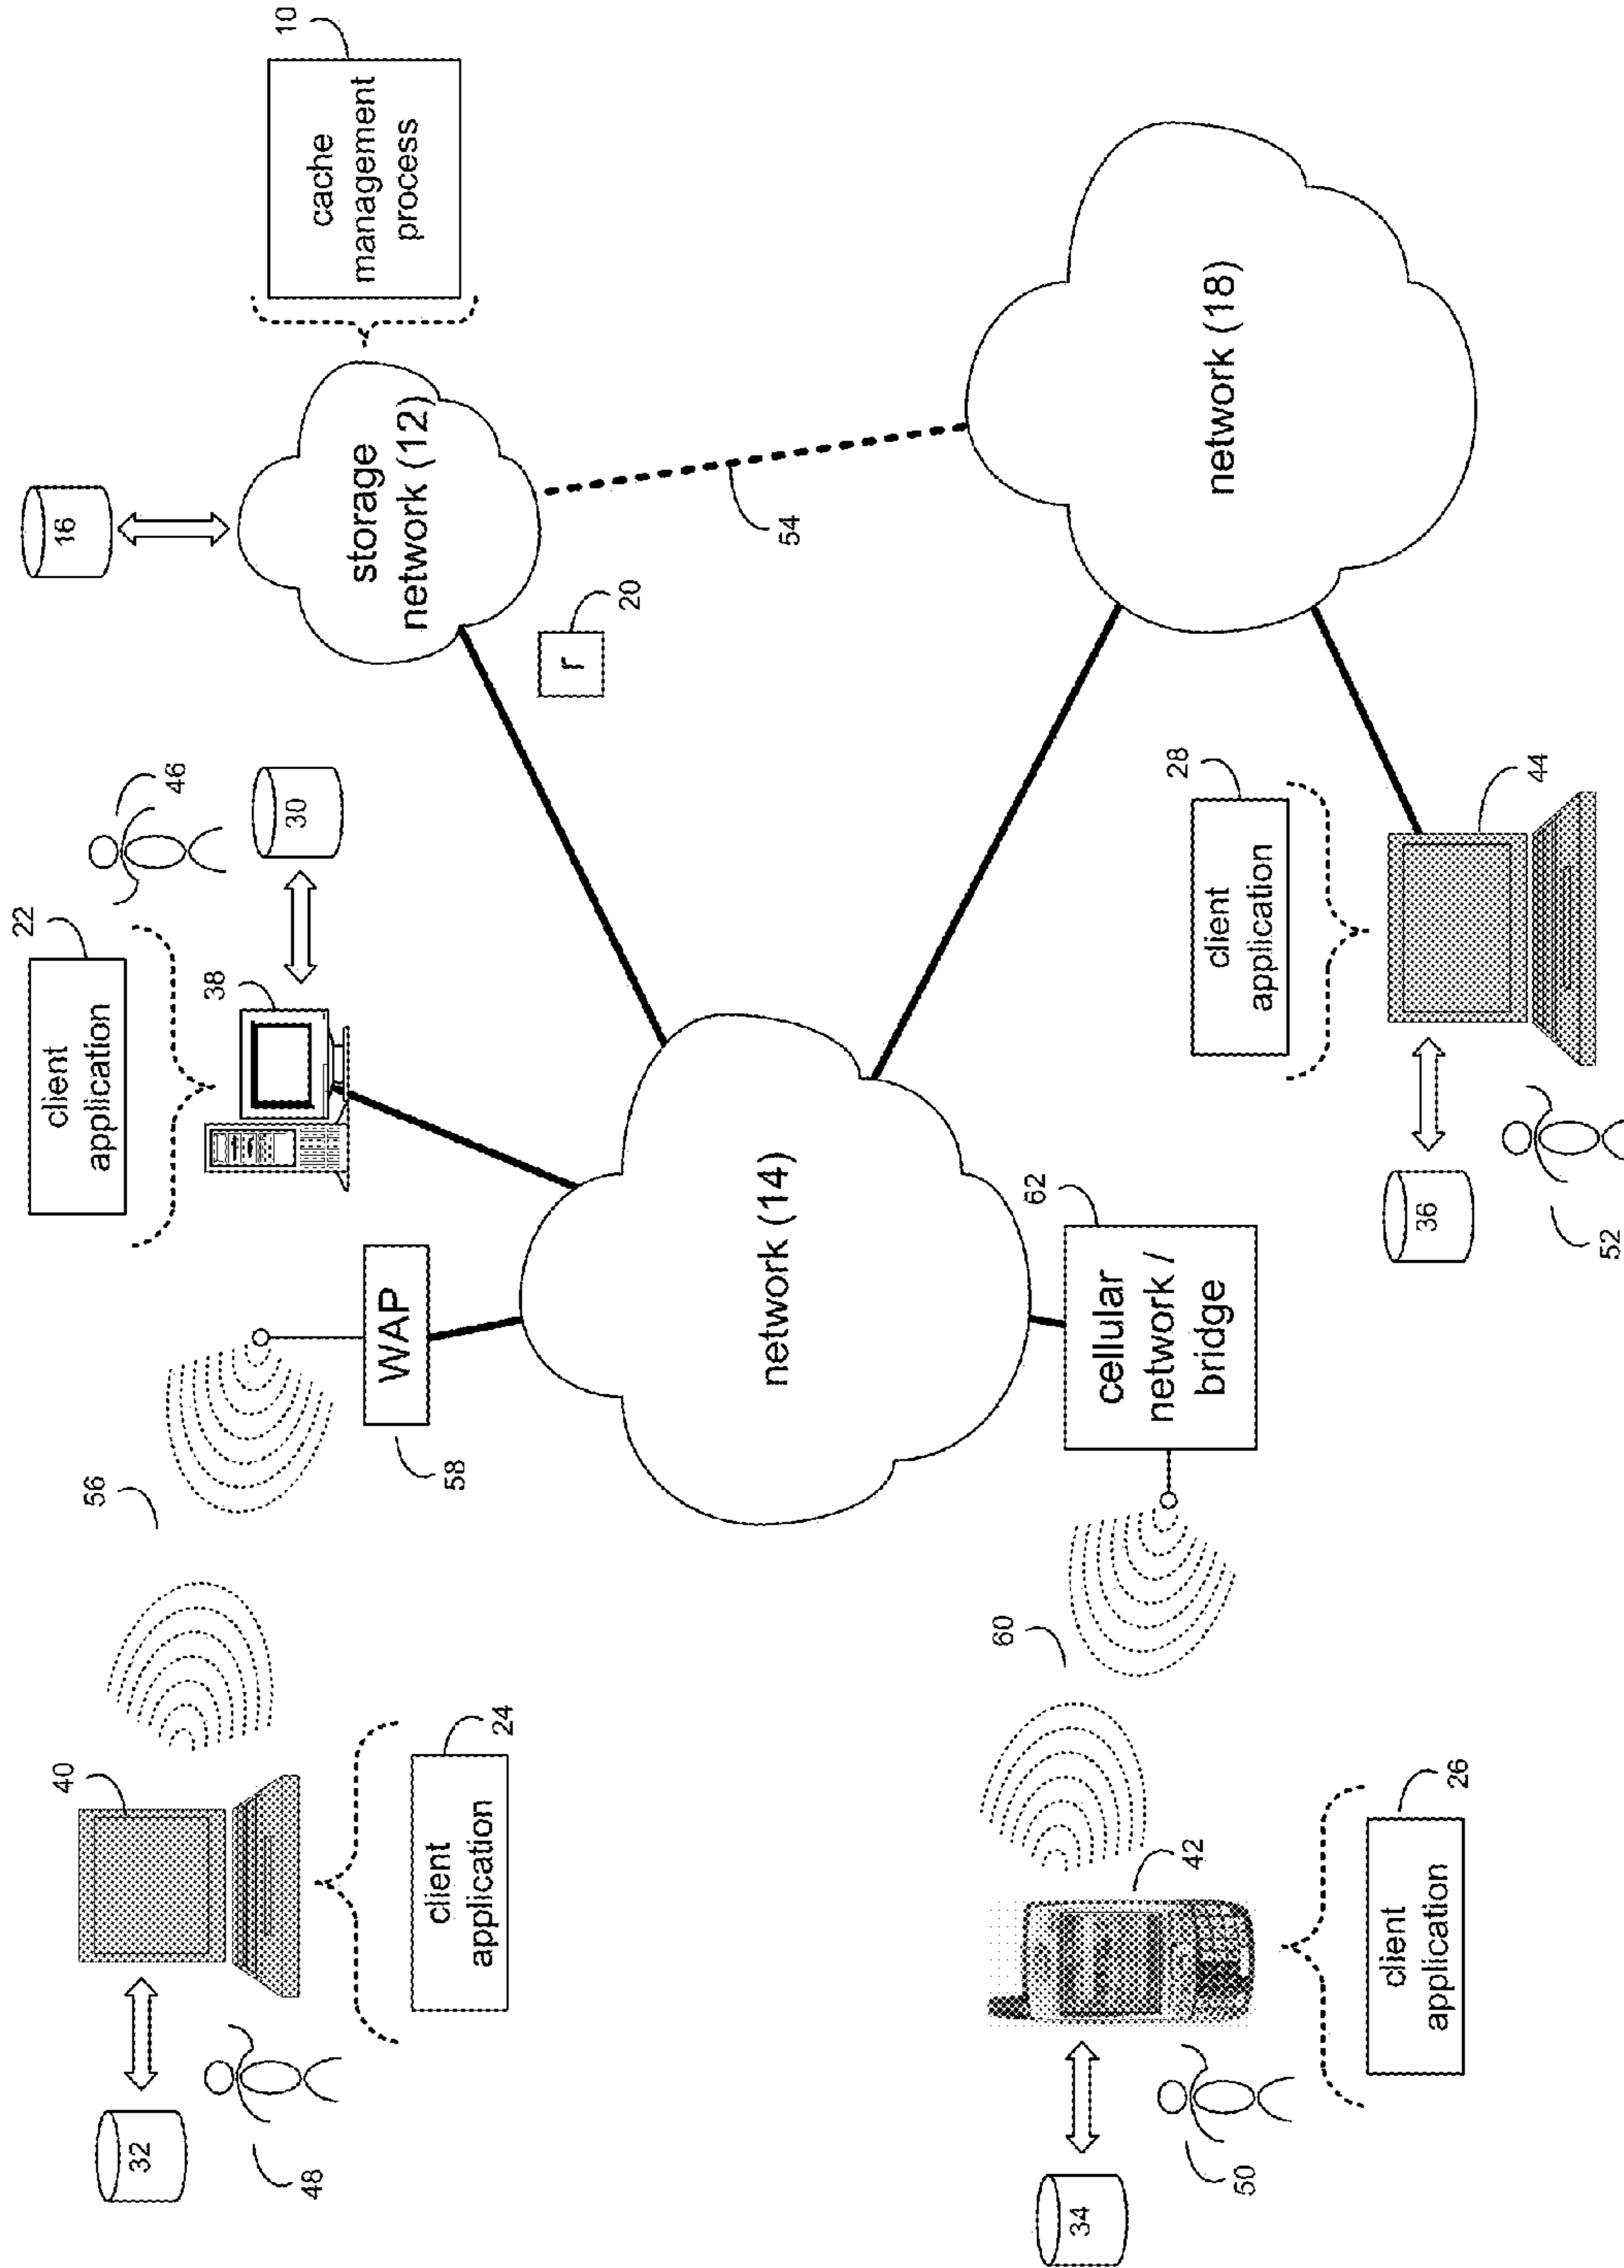 32
48
40
client
application
24
56
WAP
58
client
application
22
38
46
30
16
storage
network (12)
cache
management
process
10
r
20
54
network (14)
network (18)
34
50
42
client
application
26
60
cellular
network /
bridge
62
36
52
client
application
28
44